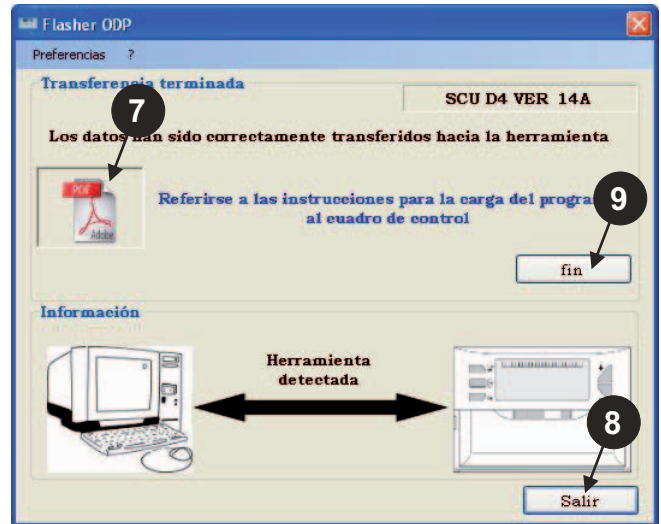 Flasher ODP
Preferencias ?
Transferencia terminada
SCU D4 VER 14A
7
Los datos han sido correctamente transferidos hacia la herramienta
PDF
Adobe
Referirse a las instrucciones para la carga del progra
al cuadro de control
9
fin
Información
Herramienta
detectada
8
Salir